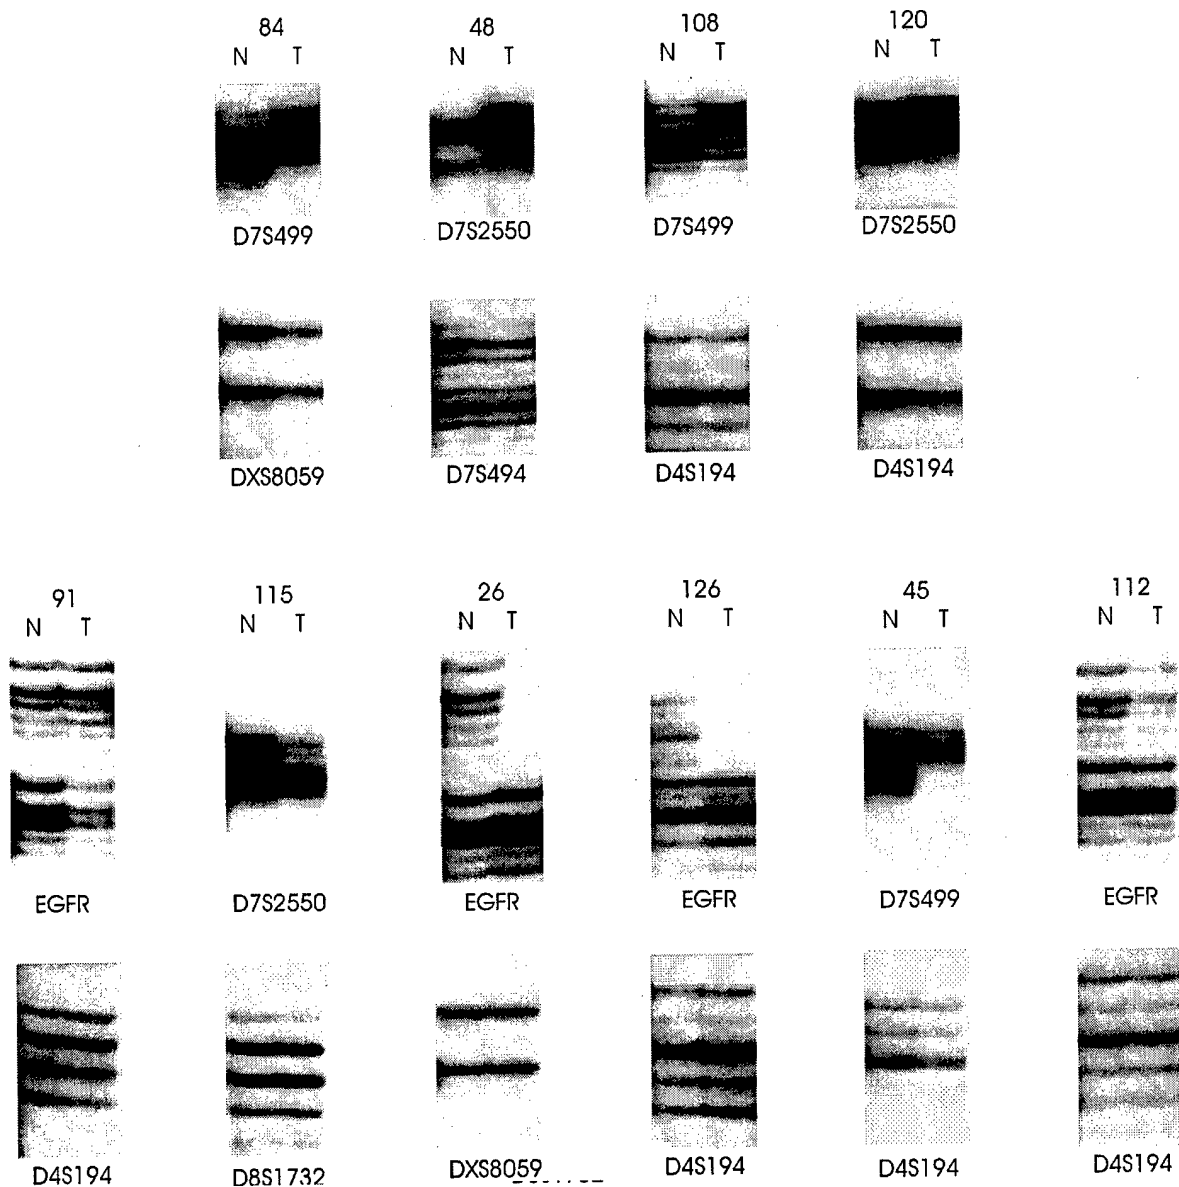 84 48 108 120
N T N T N T N T
D7S499 D7S2550 D7S499 D7S2550
DXS8059 D7S494 D4S194 D4S194
91 115 26 126 45 112
N T N T N T N T N T N T
EGFR D7S2550 EGFR EGFR D7S499 EGFR
D4S194 D8S1732 DXS8059 D4S194 D4S194 D4S194